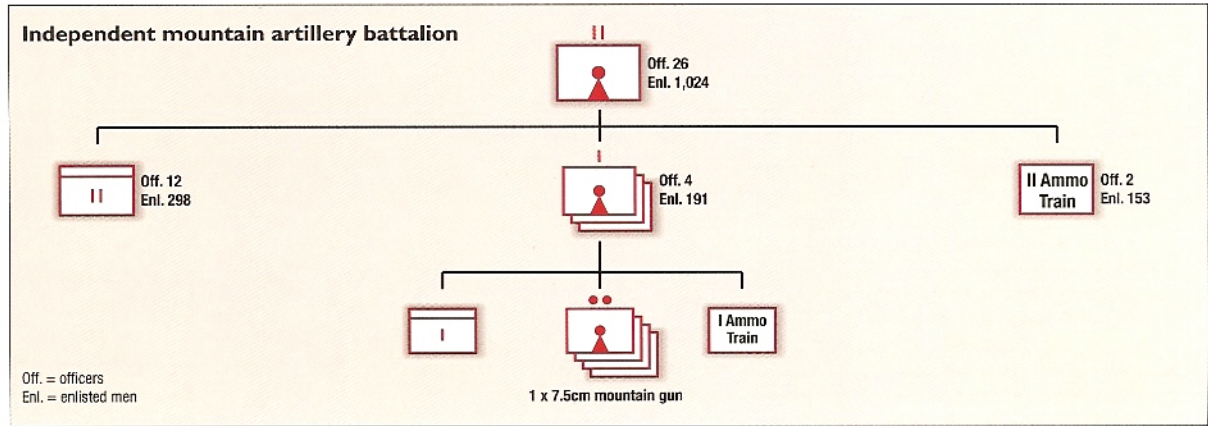 Independent mountain artillery battalion
II
Off. 26
Enl. 1,024
II
Off. 12
Enl. 298
I
Off. 4
Enl. 191
II Ammo
Train
Off. 2
Enl. 153
I
I Ammo
Train
1 x 7.5cm mountain gun
Off. = officers
Enl. = enlisted men